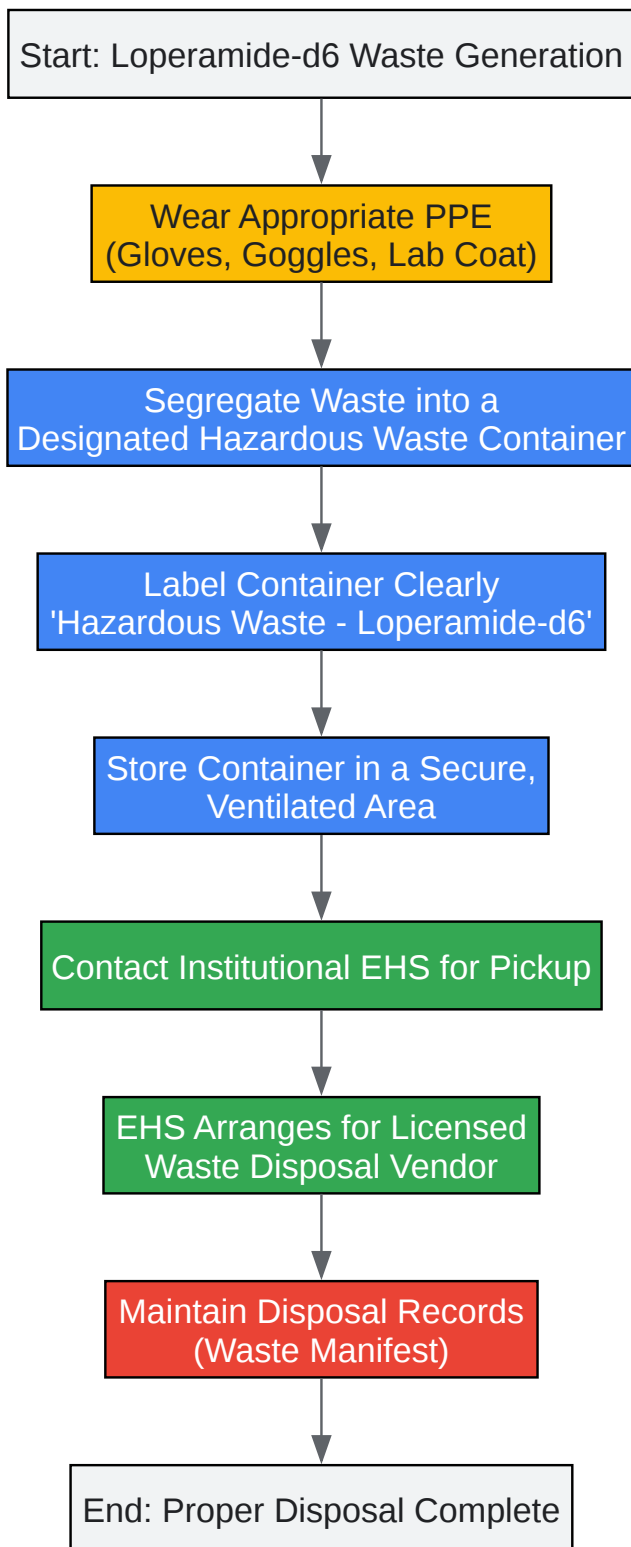 Start: Loperamide-d6 Waste Generation
Wear Appropriate PPE
(Gloves, Goggles, Lab Coat)
Segregate Waste into a
Designated Hazardous Waste Container
Label Container Clearly
'Hazardous Waste - Loperamide-d6'
Store Container in a Secure,
Ventilated Area
Contact Institutional EHS for Pickup
EHS Arranges for Licensed
Waste Disposal Vendor
Maintain Disposal Records
(Waste Manifest)
End: Proper Disposal Complete